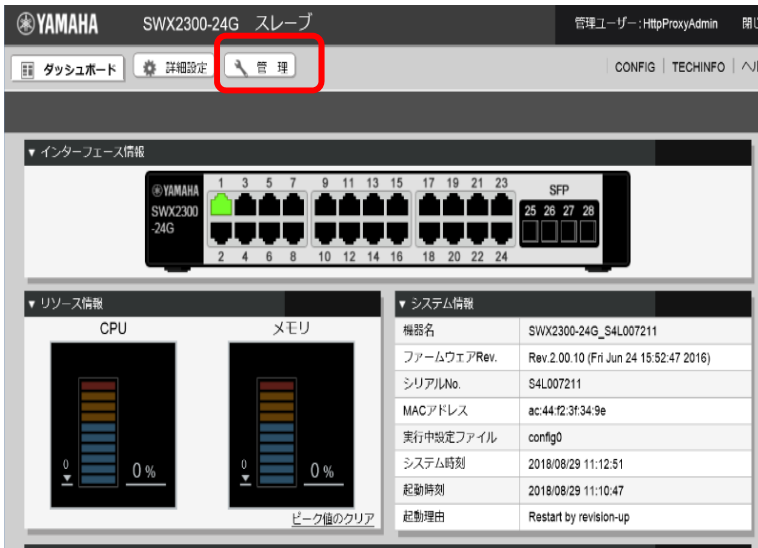 YAMAHA SWX2300-24G スレーブ 管理ユーザー：HttpProxyAdmin
ダッシュボード 詳細設定 管理 CONFIG TECHINFO
▼ インターフェース情報
YAMAHA 1 3 5 7 9 11 13 15 17 19 21 23 SFP
SWX2300 25 26 27 28
-24G
2 4 6 8 10 12 14 16 18 20 22 24
▼ リソース情報
CPU メモリ
0 0 % 0 0 %
ピーク値のクリア
▼ システム情報
機器名 SWX2300-24G_S4L007211
ファームウェアRev. Rev.2.00.10 (Fri Jun 24 15:52:47 2016)
シリアルNo. S4L007211
MACアドレス ac:44:f2:3f:34:9e
実行中設定ファイル config0
システム時刻 2018/08/29 11:12:51
起動時刻 2018/08/29 11:10:47
起動理由 Restart by revision-up